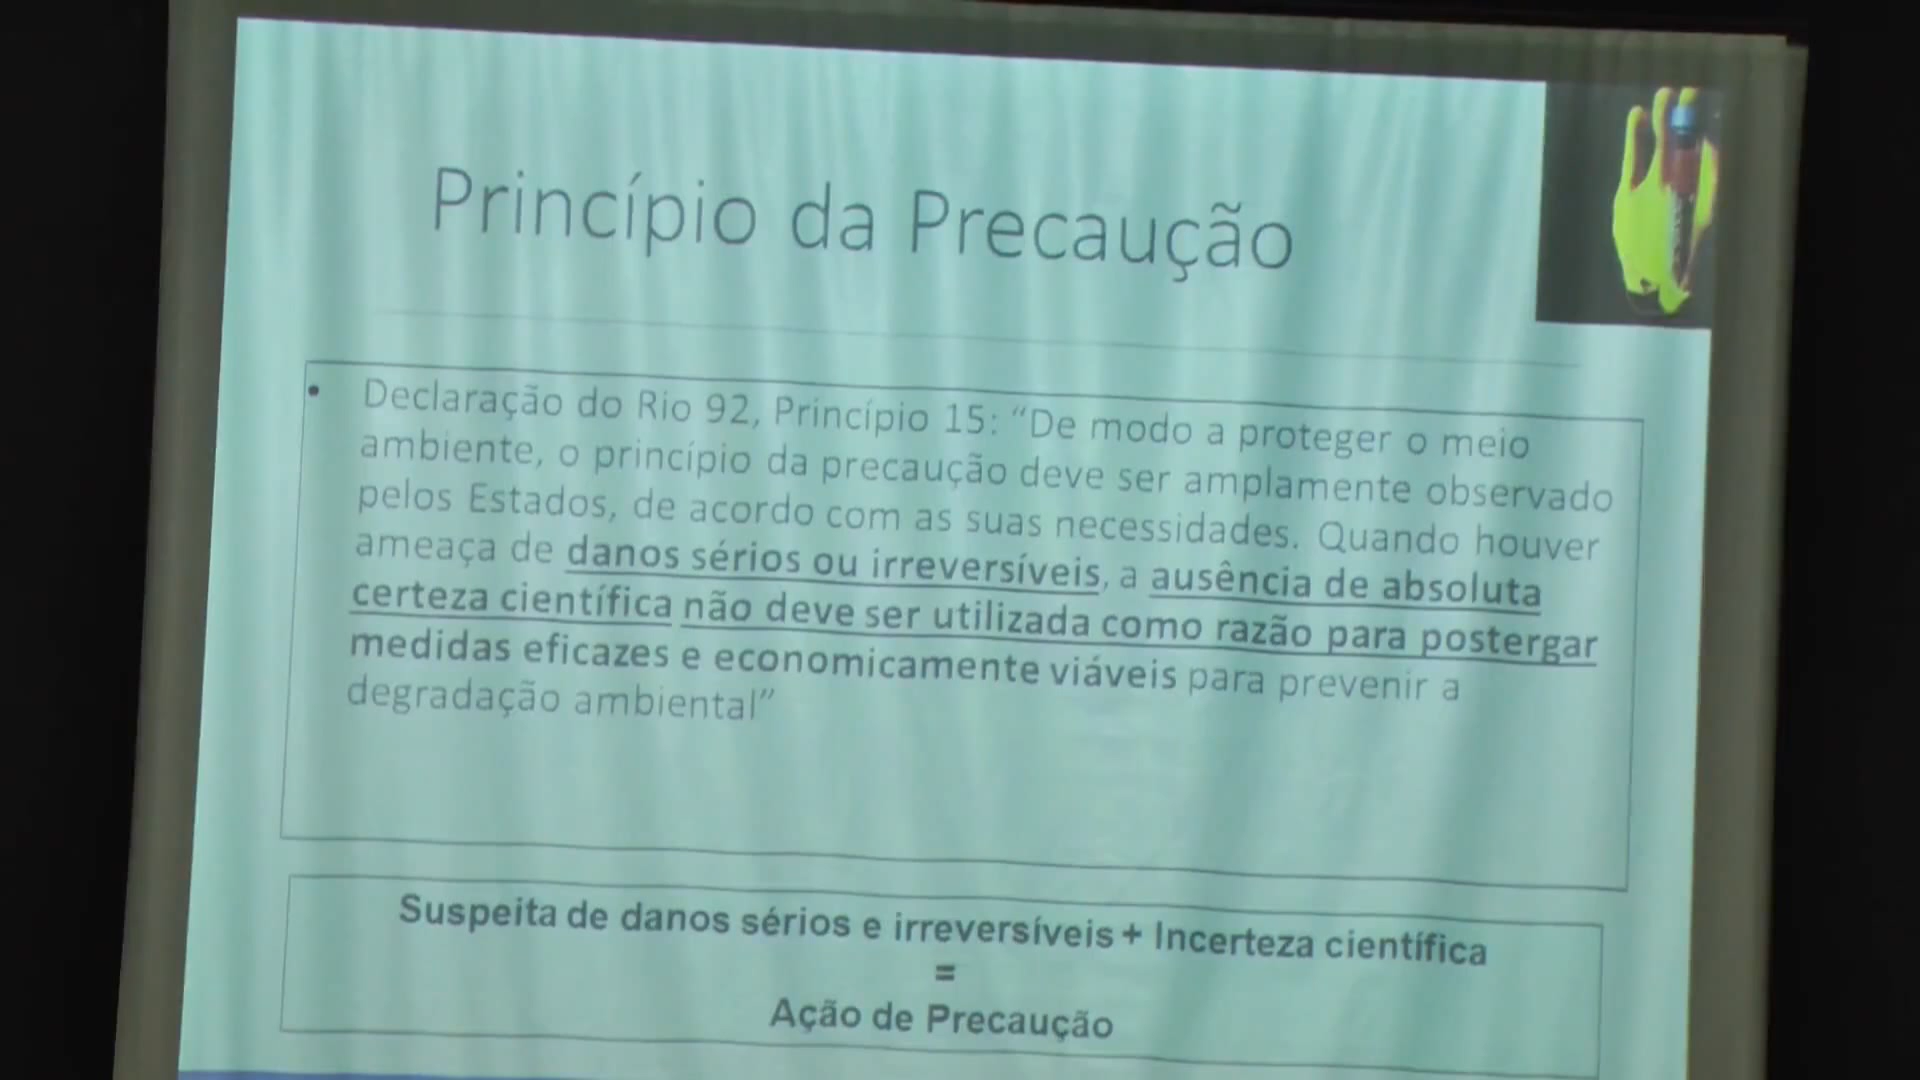 Princípio da Precaução
• Declaração do Rio 92, Princípio 15: “De modo a proteger o meio
ambiente, o princípio da precaução deve ser amplamente observado
pelos Estados, de acordo com as suas necessidades. Quando houver
ameaça de danos sérios ou irreversíveis, a ausência de absoluta
certeza científica não deve ser utilizada como razão para postergar
medidas eficazes e economicamente viáveis para prevenir a
degradação ambiental”
Suspeita de danos sérios e irreversíveis + Incerteza científica
=
Ação de Precaução